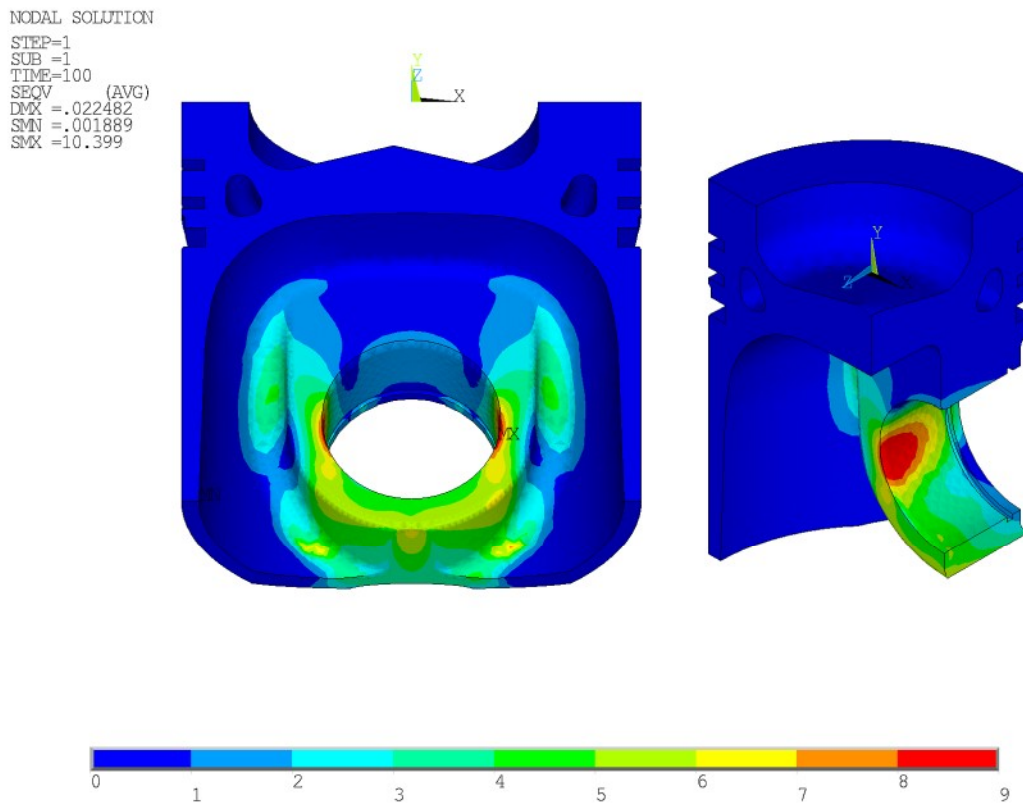 NODAL SOLUTION
STEP=1
SUB =1
TIME=100
SEQV (AVG)
DMX =.022482
SMN =.001889
SMX =10.399
Y
Z
X
MX
Y
Z
0 1 2 3 4 5 6 7 8 9